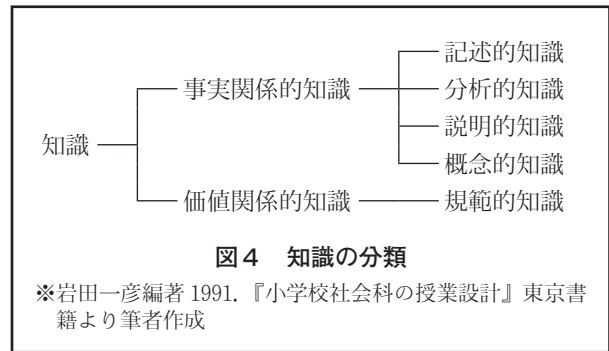 記述的知識
事実関係的知識
分析的知識
説明的知識
知識
概念的知識
価値関係的知識
規範的知識
図4 知識の分類
※岩田一彦編著 1991.『小学校社会科の授業設計』東京書
籍より筆者作成